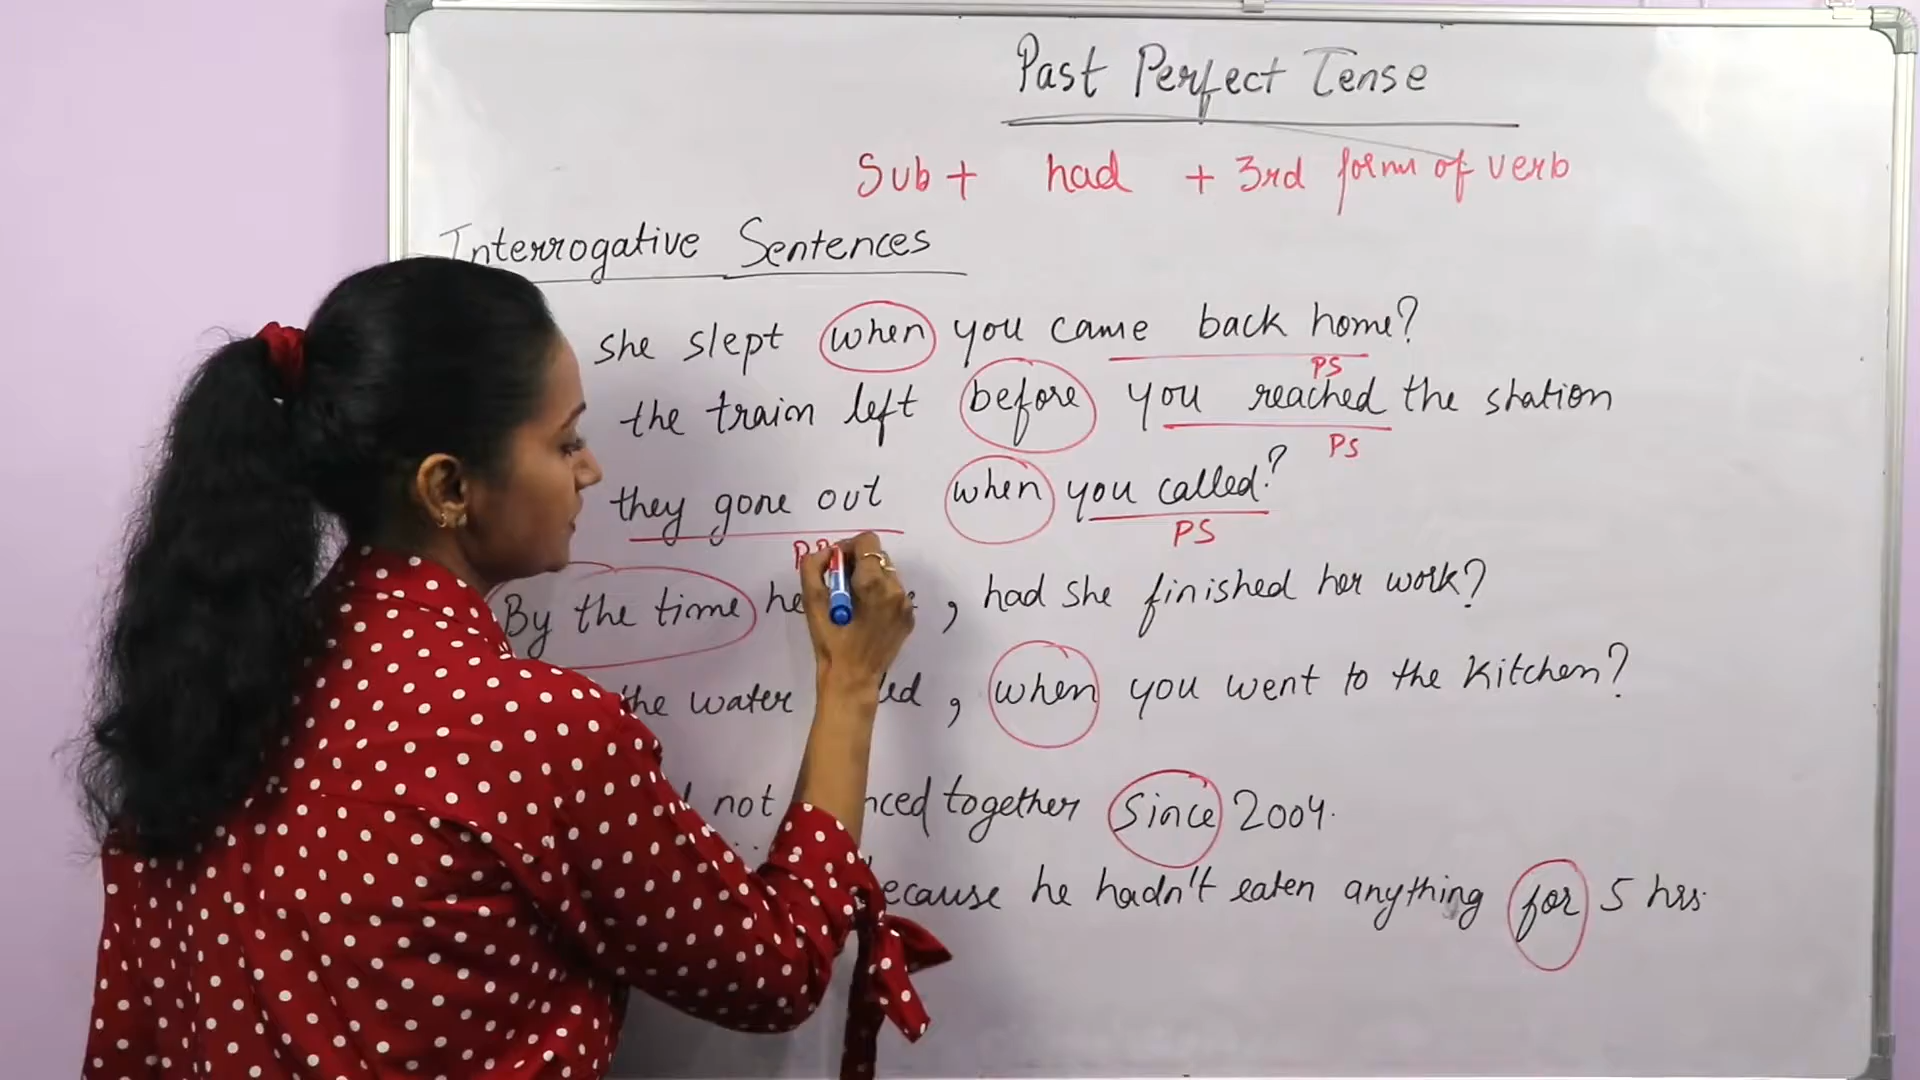 Past Perfect Tense
Sub + had + 3rd form of verb
Interrogative Sentences
she slept when you came back home?
PS
the train left before you reached the station
PS
they gone out when you called?
PS
By the time he , had she finished her work?
the water , when you went to the kitchen?
not together since 2004.
he hadn't eaten anything for 5 hrs.